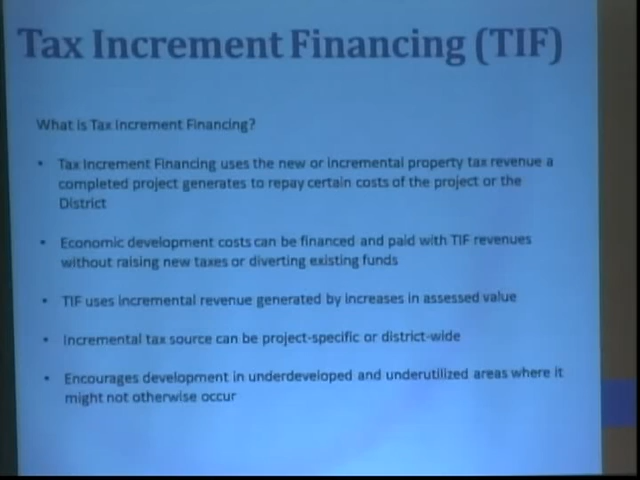 Tax Increment Financing (TIF)
What is Tax Increment Financing?
• Tax Increment Financing uses the new or incremental property tax revenue a
completed project generates to repay certain costs of the project or the
District
• Economic development costs can be financed and paid with TIF revenues
without raising new taxes or diverting existing funds
• TIF uses incremental revenue generated by increases in assessed value
• Incremental tax source can be project-specific or district-wide
• Encourages development in underdeveloped and underutilized areas where it
might not otherwise occur